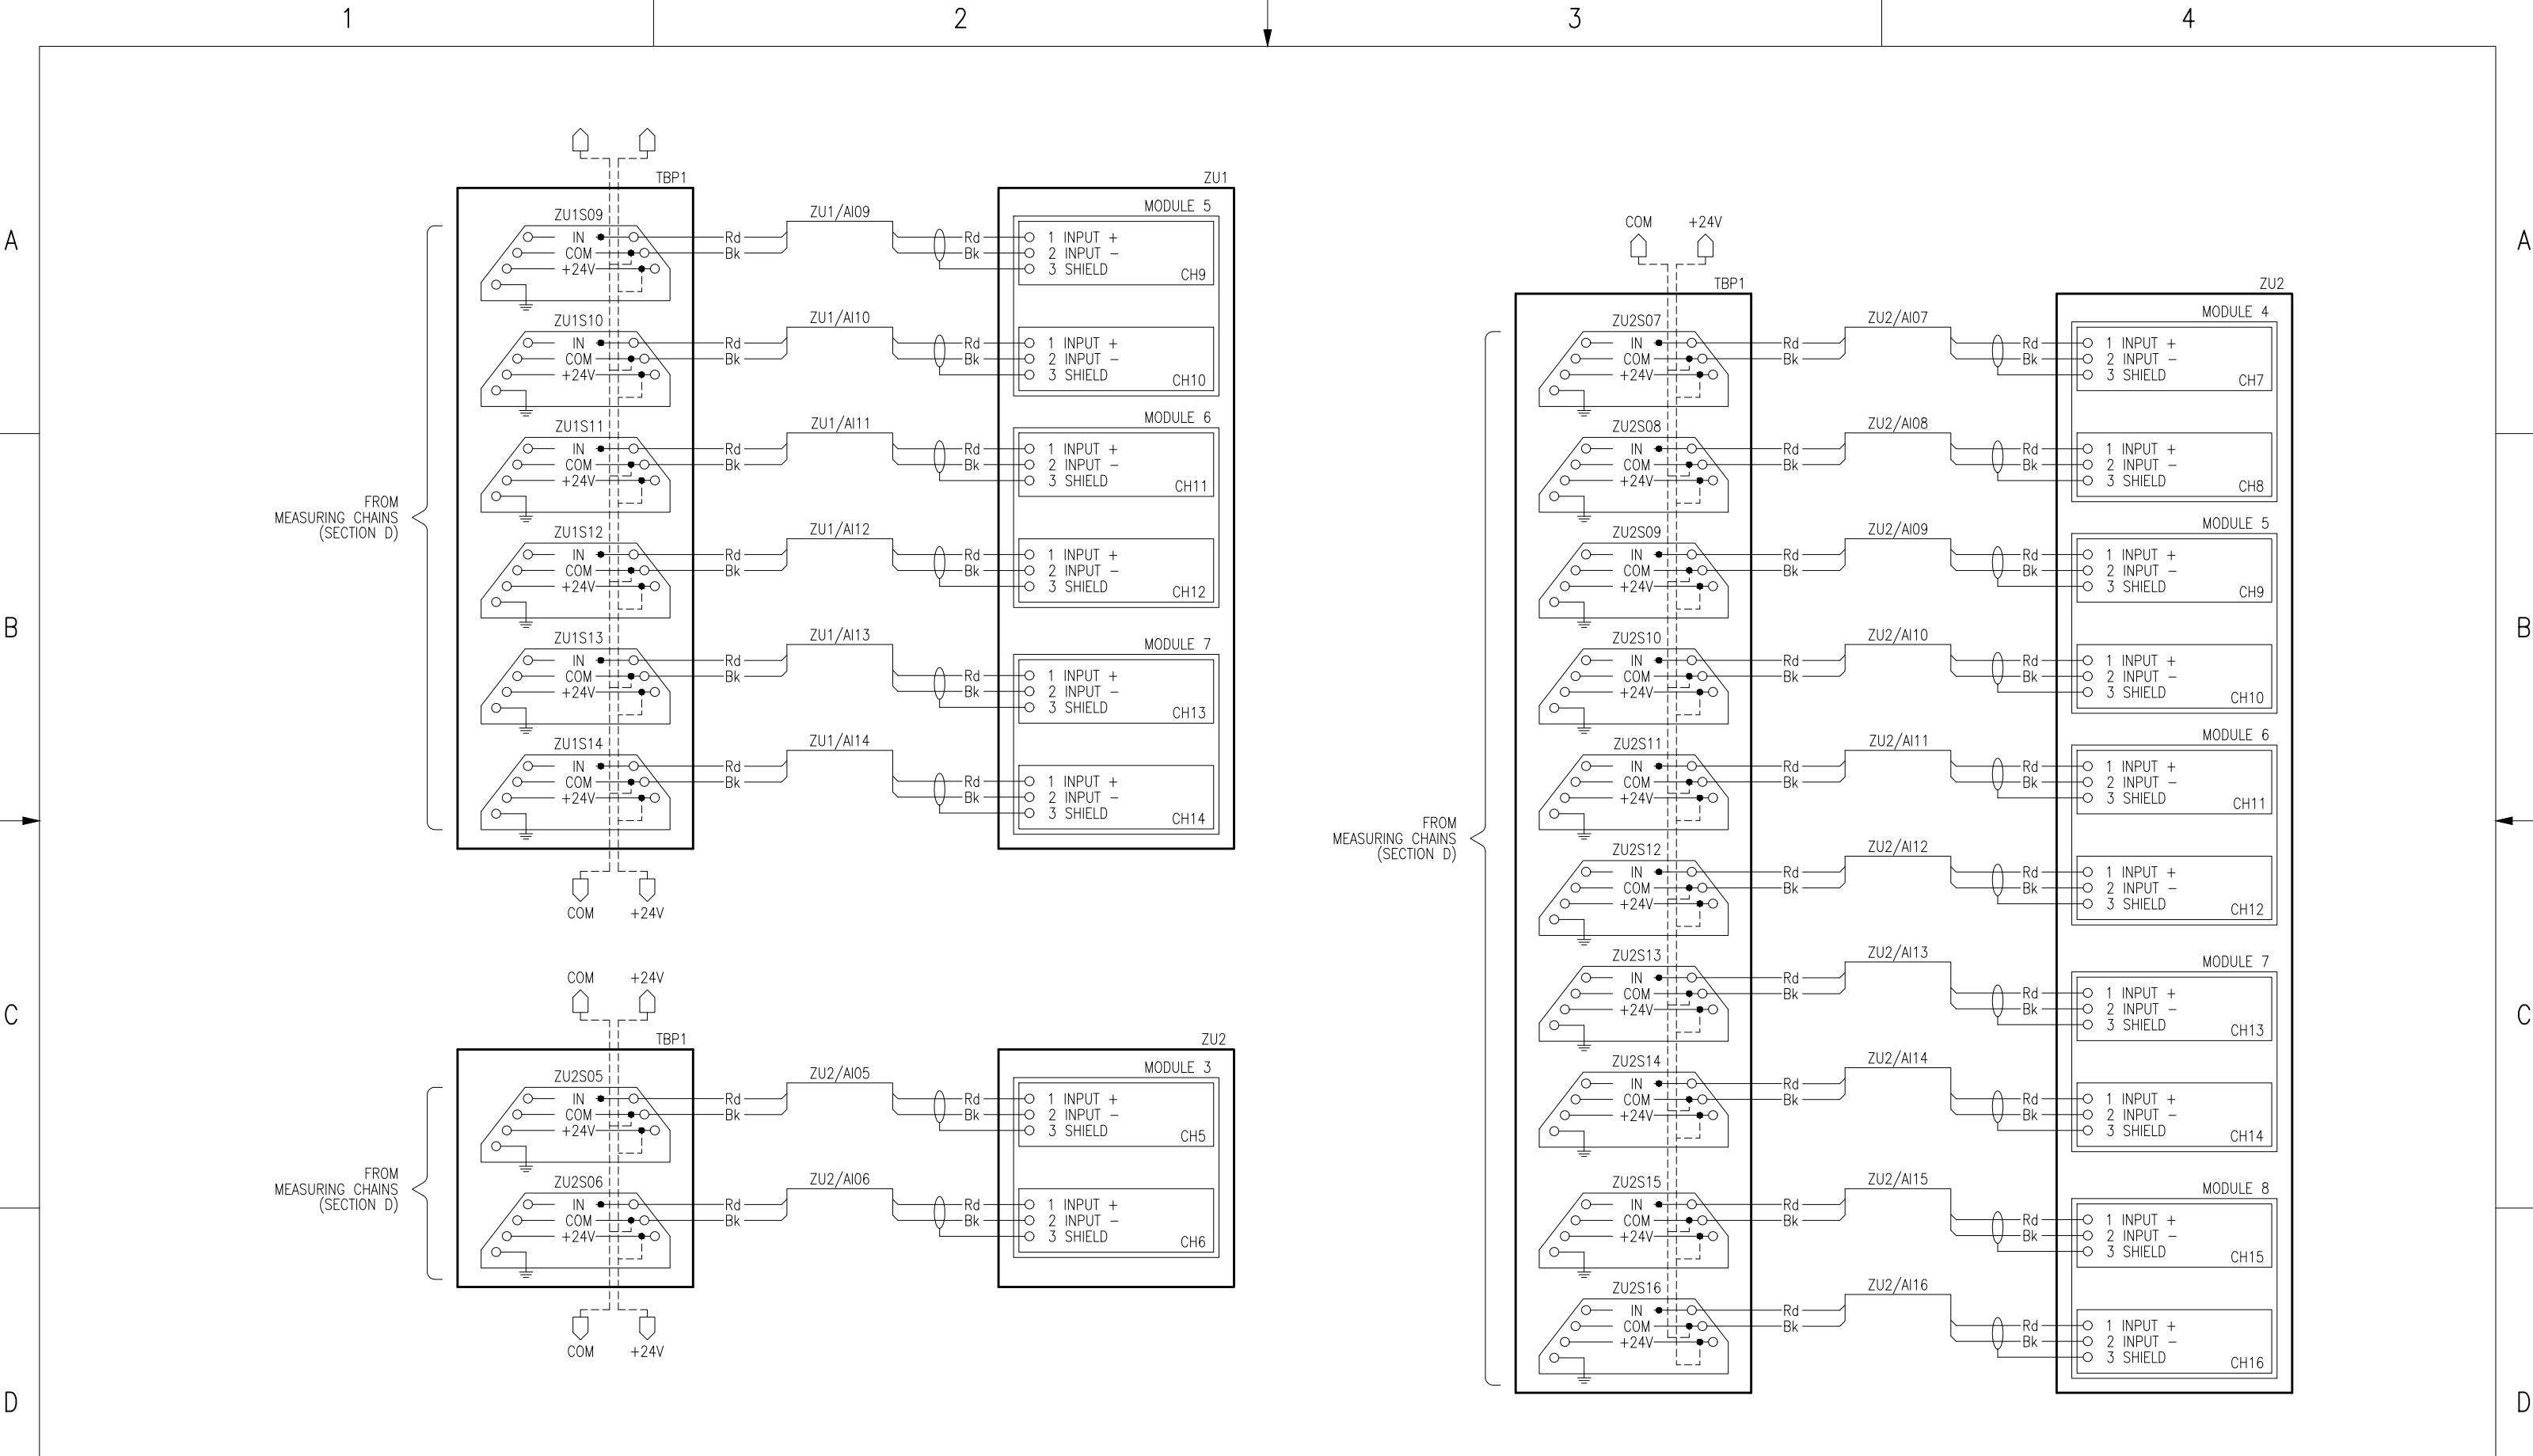 1
2
3
4
A
A
B
B
C
C
D
D
TBP1
ZU1
FROM
MEASURING CHAINS
(SECTION D)
ZU1S09
IN
COM
+24V
Rd
Bk
ZU1/AI09
Rd
Bk
MODULE 5
1 INPUT +
2 INPUT -
3 SHIELD
CH9
ZU1S10
IN
COM
+24V
Rd
Bk
ZU1/AI10
Rd
Bk
1 INPUT +
2 INPUT -
3 SHIELD
CH10
ZU1S11
IN
COM
+24V
Rd
Bk
ZU1/AI11
Rd
Bk
MODULE 6
1 INPUT +
2 INPUT -
3 SHIELD
CH11
ZU1S12
IN
COM
+24V
Rd
Bk
ZU1/AI12
Rd
Bk
1 INPUT +
2 INPUT -
3 SHIELD
CH12
ZU1S13
IN
COM
+24V
Rd
Bk
ZU1/AI13
Rd
Bk
MODULE 7
1 INPUT +
2 INPUT -
3 SHIELD
CH13
ZU1S14
IN
COM
+24V
Rd
Bk
ZU1/AI14
Rd
Bk
1 INPUT +
2 INPUT -
3 SHIELD
CH14
COM +24V
COM +24V
TBP1
ZU2
FROM
MEASURING CHAINS
(SECTION D)
ZU2S05
IN
COM
+24V
Rd
Bk
ZU2/AI05
Rd
Bk
MODULE 3
1 INPUT +
2 INPUT -
3 SHIELD
CH5
ZU2S06
IN
COM
+24V
Rd
Bk
ZU2/AI06
Rd
Bk
1 INPUT +
2 INPUT -
3 SHIELD
CH6
COM +24V
COM +24V
TBP1
ZU2
FROM
MEASURING CHAINS
(SECTION D)
ZU2S07
IN
COM
+24V
Rd
Bk
ZU2/AI07
Rd
Bk
MODULE 4
1 INPUT +
2 INPUT -
3 SHIELD
CH7
ZU2S08
IN
COM
+24V
Rd
Bk
ZU2/AI08
Rd
Bk
1 INPUT +
2 INPUT -
3 SHIELD
CH8
ZU2S09
IN
COM
+24V
Rd
Bk
ZU2/AI09
Rd
Bk
MODULE 5
1 INPUT +
2 INPUT -
3 SHIELD
CH9
ZU2S10
IN
COM
+24V
Rd
Bk
ZU2/AI10
Rd
Bk
1 INPUT +
2 INPUT -
3 SHIELD
CH10
ZU2S11
IN
COM
+24V
Rd
Bk
ZU2/AI11
Rd
Bk
MODULE 6
1 INPUT +
2 INPUT -
3 SHIELD
CH11
ZU2S12
IN
COM
+24V
Rd
Bk
ZU2/AI12
Rd
Bk
1 INPUT +
2 INPUT -
3 SHIELD
CH12
ZU2S13
IN
COM
+24V
Rd
Bk
ZU2/AI13
Rd
Bk
MODULE 7
1 INPUT +
2 INPUT -
3 SHIELD
CH13
ZU2S14
IN
COM
+24V
Rd
Bk
ZU2/AI14
Rd
Bk
1 INPUT +
2 INPUT -
3 SHIELD
CH14
ZU2S15
IN
COM
+24V
Rd
Bk
ZU2/AI15
Rd
Bk
MODULE 8
1 INPUT +
2 INPUT -
3 SHIELD
CH15
ZU2S16
IN
COM
+24V
Rd
Bk
ZU2/AI16
Rd
Bk
1 INPUT +
2 INPUT -
3 SHIELD
CH16